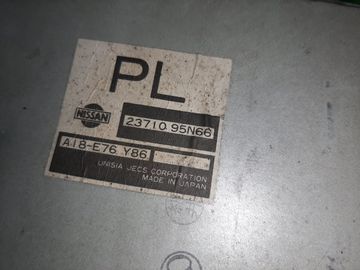 PL
NISSAN
23710 95N66
A18-E76 Y86
UNISIA JECS CORPORATION
MADE IN JAPAN